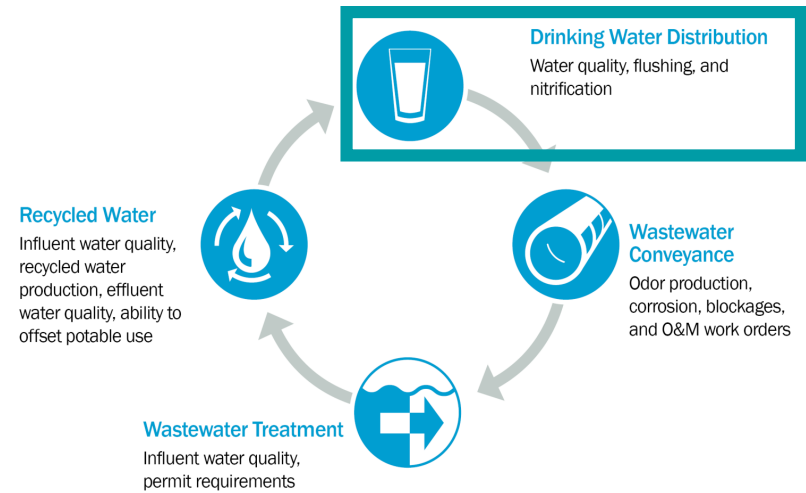 Drinking Water Distribution
Water quality, flushing, and
nitrification
Recycled Water
Influent water quality,
recycled water
production, effluent
water quality, ability to
offset potable use
Wastewater
Conveyance
Odor production,
corrosion, blockages,
and O&M work orders
Wastewater Treatment
Influent water quality,
permit requirements